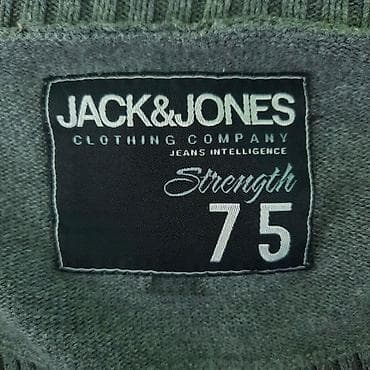 JACK&JONES
CLOTHING COMPANY
JEANS INTELLIGENCE
Strength
75